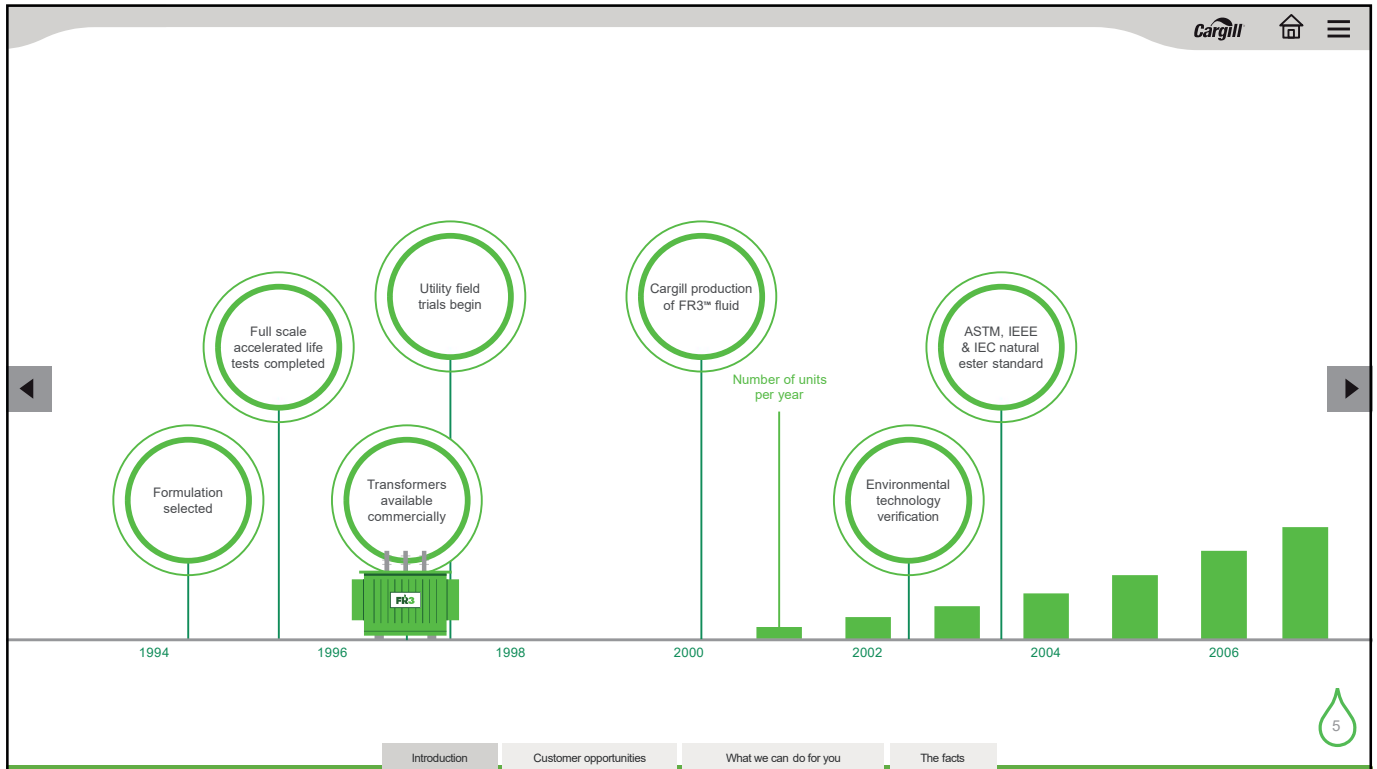 Cargill
Utility field
trials begin
Cargill production
of FR3™ fluid
Full scale
accelerated life
tests completed
ASTM, IEEE
& IEC natural
ester standard
Number of units
per year
Formulation
selected
Transformers
available
commercially
Environmental
technology
verification
FR3
1994 1996 1998 2000 2002 2004 2006
5
Introduction Customer opportunities What we can do for you The facts